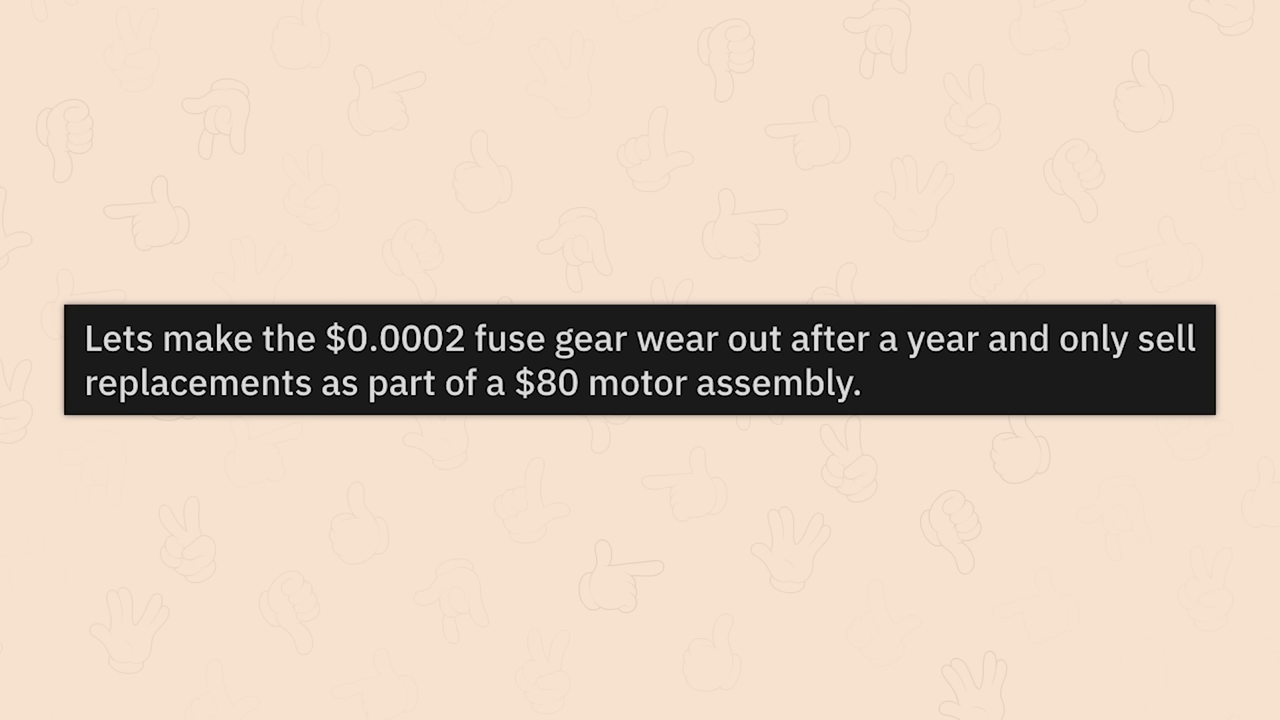 Lets make the $0.0002 fuse gear wear out after a year and only sell
replacements as part of a $80 motor assembly.